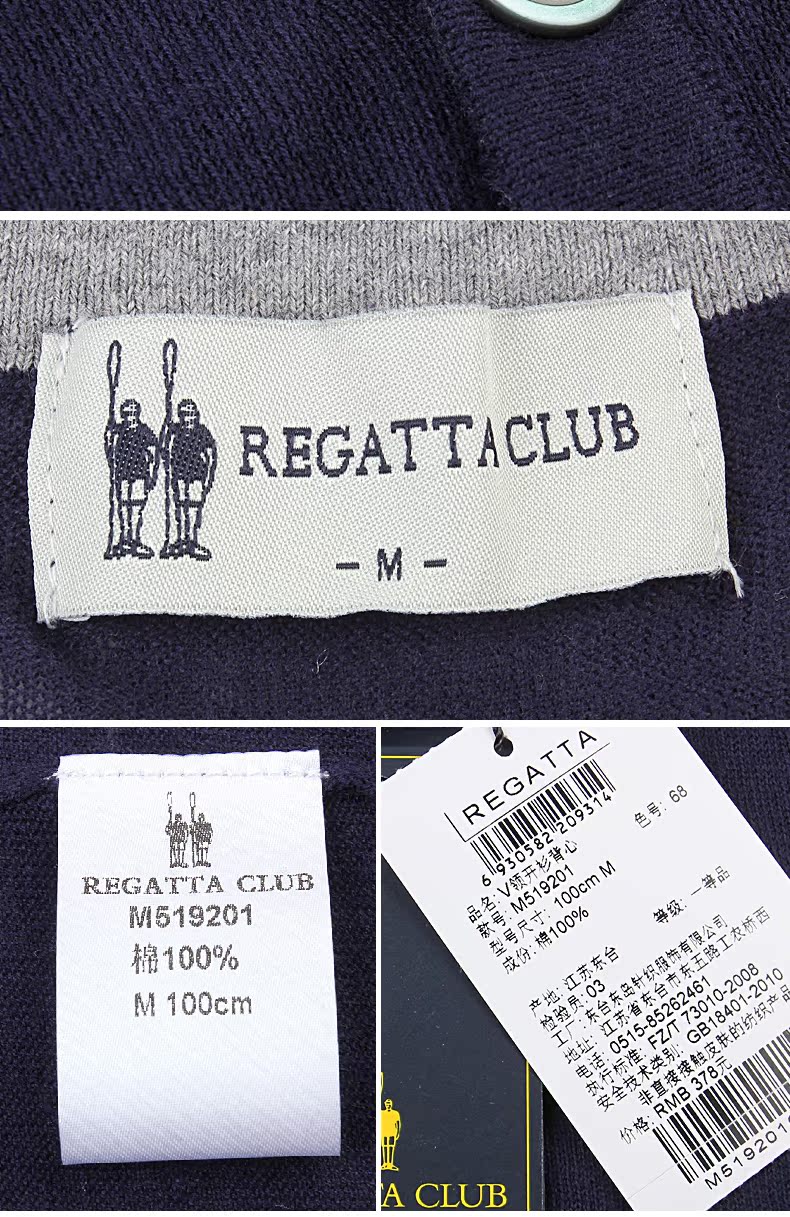 REGATTA CLUB
- M -
REGATTA CLUB
M519201
棉100%
M 100cm
REGATTA
6 930582 209314
色号: 68
品名: V领开衫背心
款号: M519201
型号尺寸: 100cm M
成份: 棉100%
等级: 一等品
产地: 江苏东台
检验员: 03
工厂: 东台东岛针织服饰有限公司
地址: 江苏省东台市东五路工农桥西
电话: 0515-85262461
执行标准: FZ/T 73010-2008
安全技术类别: GB18401-2010
非直接接触皮肤的纺织产品
价格: RMB 378元
M519201
A CLUB